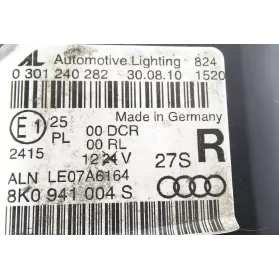 AL Automotive Lighting 824
0 301 240 282 30.08.10 1520
Made in Germany
E1 25 00 DCR
PL 00 RL
2415 12 24 V 27S R
ALN LE07A6164
8K0 941 004 S